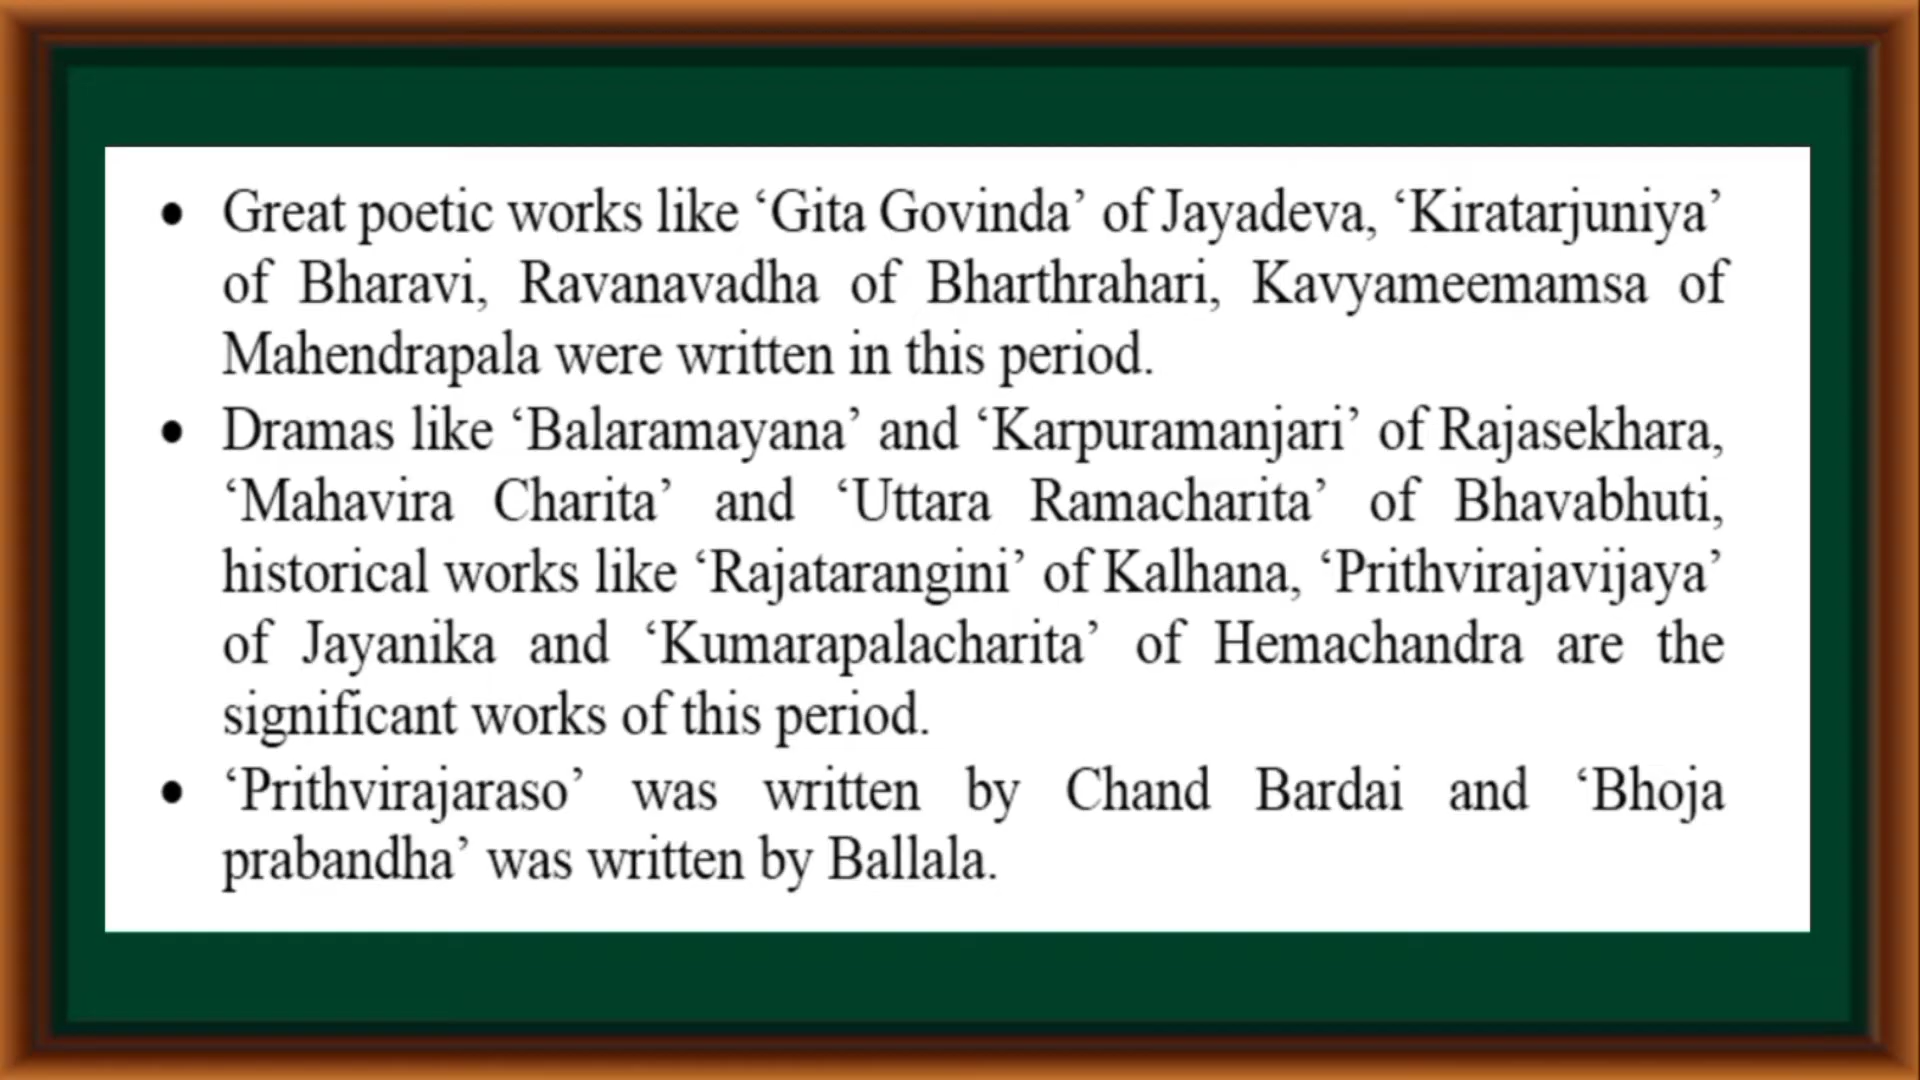 • Great poetic works like ‘Gita Govinda’ of Jayadeva, ‘Kiratarjuniya’
of Bharavi, Ravanavadha of Bharthrahari, Kavyameemamsa of
Mahendrapala were written in this period.
• Dramas like ‘Balaramayana’ and ‘Karpuramanjari’ of Rajasekhara,
‘Mahavira Charita’ and ‘Uttara Ramacharita’ of Bhavabhuti,
historical works like ‘Rajatarangini’ of Kalhana, ‘Prithvirajavijaya’
of Jayanika and ‘Kumarapalacharita’ of Hemachandra are the
significant works of this period.
• ‘Prithvirajaraso’ was written by Chand Bardai and ‘Bhoja
prabandha’ was written by Ballala.